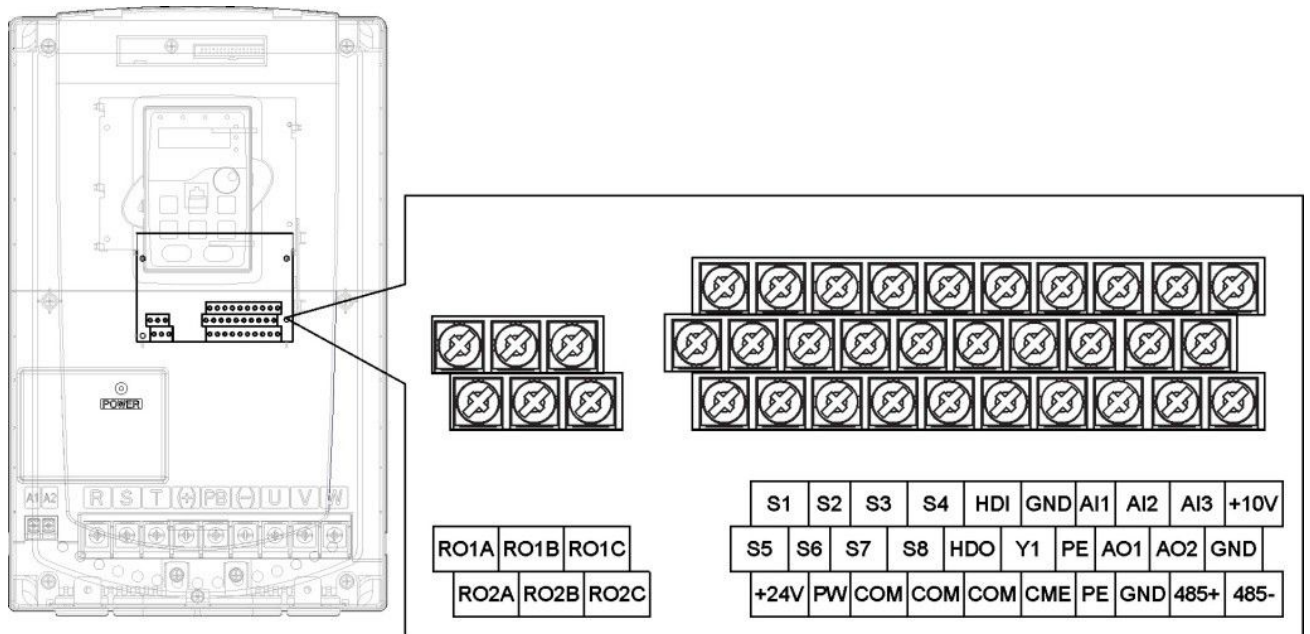 POWER
A1 A2 R S T (+) PB (-) U V W
S1 S2 S3 S4 HDI GND AI1 AI2 AI3 +10V
RO1A RO1B RO1C S5 S6 S7 S8 HDO Y1 PE AO1 AO2 GND
RO2A RO2B RO2C +24V PW COM COM COM CME PE GND 485+ 485-